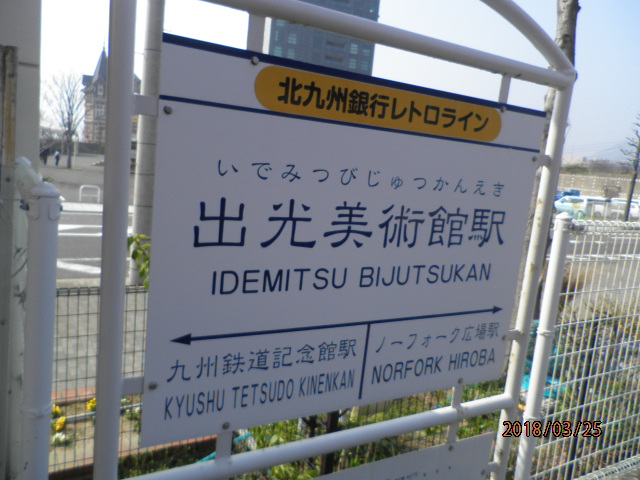 北九州銀行レトロライン
いでみつびじゅつかんえき
出光美術館駅
IDEMITSU BIJUTSUKAN
九州鉄道記念館駅
KYUSHU TETSUDO KINENKAN
ノーフォーク広場駅
NORFORK HIROBA
2018/03/25